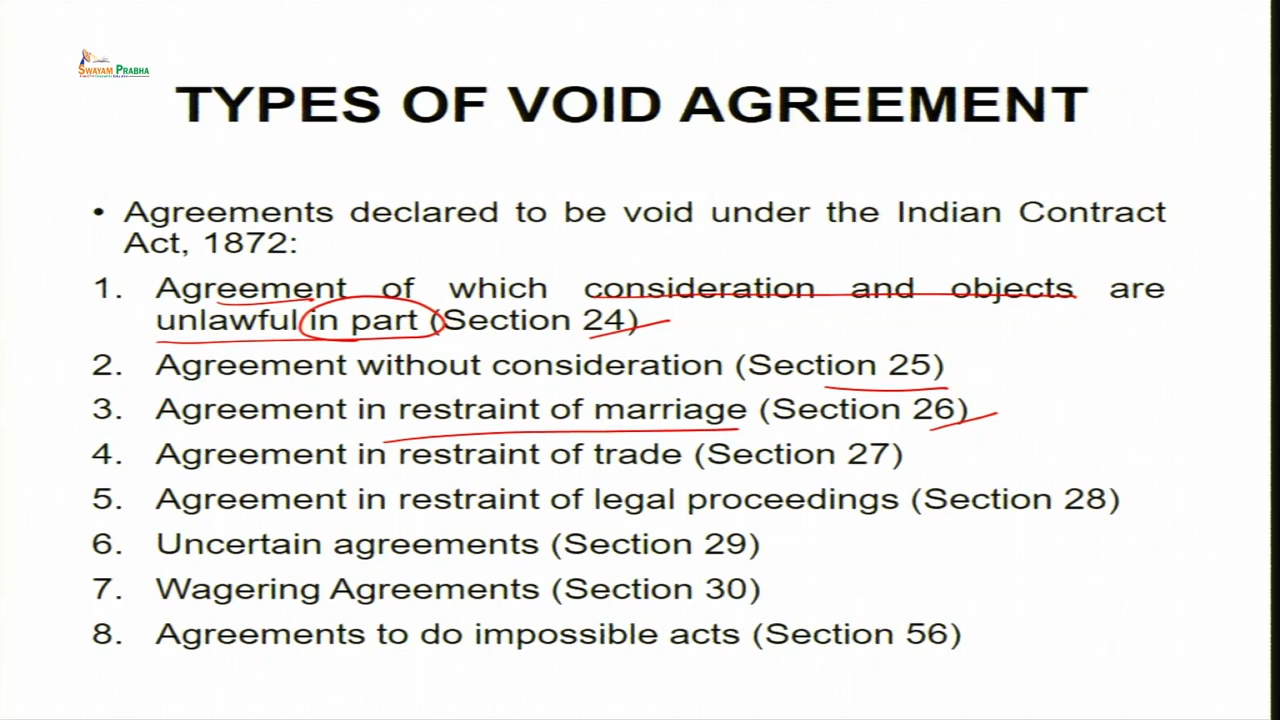 SWAYAM PRABHA
TYPES OF VOID AGREEMENT
• Agreements declared to be void under the Indian Contract
Act, 1872:
1. Agreement of which consideration and objects are
unlawful in part (Section 24)
2. Agreement without consideration (Section 25)
3. Agreement in restraint of marriage (Section 26)
4. Agreement in restraint of trade (Section 27)
5. Agreement in restraint of legal proceedings (Section 28)
6. Uncertain agreements (Section 29)
7. Wagering Agreements (Section 30)
8. Agreements to do impossible acts (Section 56)